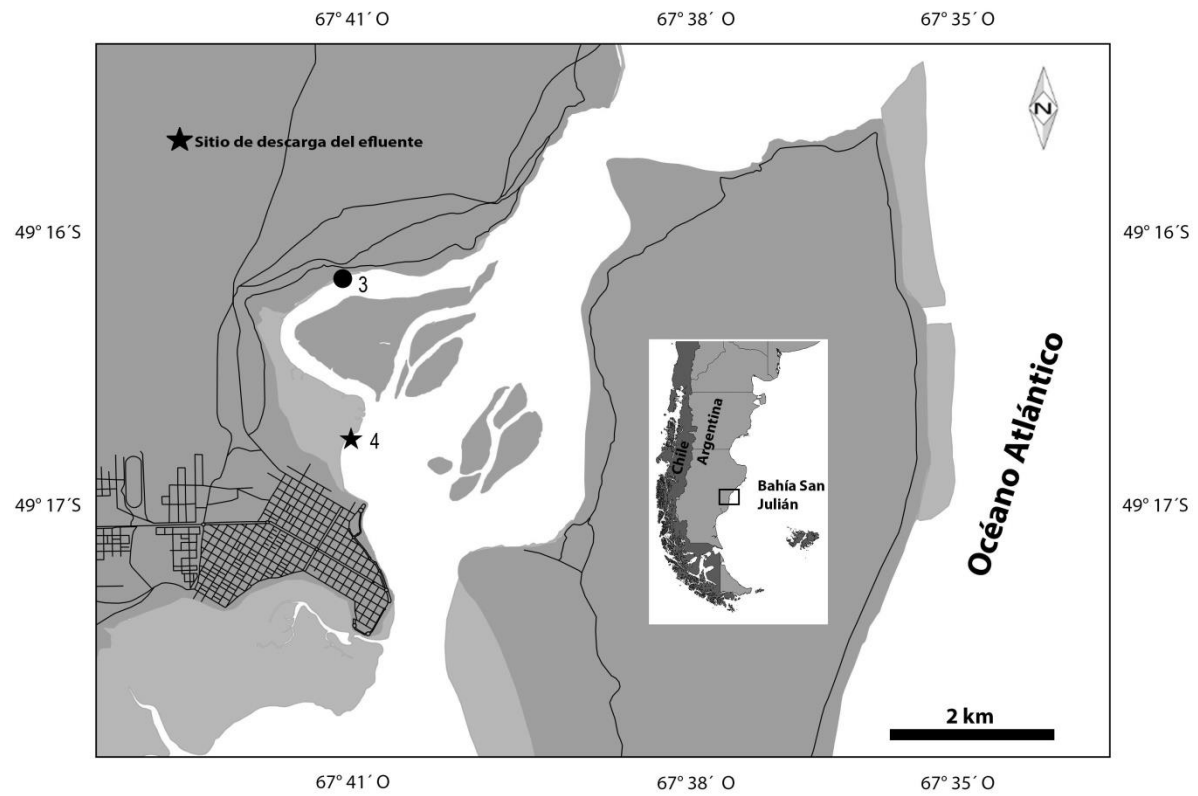 67° 41´ O
67° 38´ O
67° 35´ O
Sitio de descarga del efluente
N
49° 16´S
49° 16´S
3
4
Chile
Argentina
Bahía San
Julián
Océano Atlántico
49° 17´S
49° 17´S
2 km
67° 41´ O
67° 38´ O
67° 35´ O